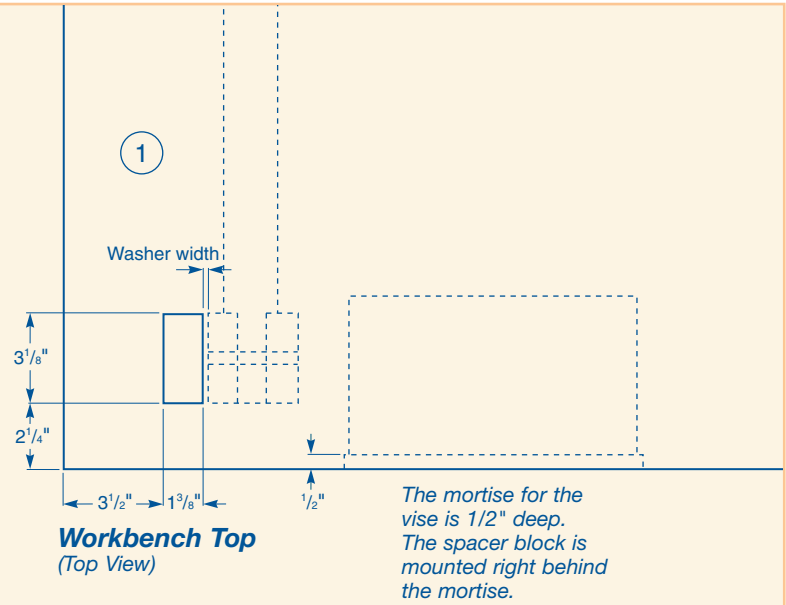 1
Washer width
3 1/8"
2 1/4"
3 1/2"
1 3/8"
1/2"
Workbench Top
(Top View)
The mortise for the
vise is 1/2" deep.
The spacer block is
mounted right behind
the mortise.